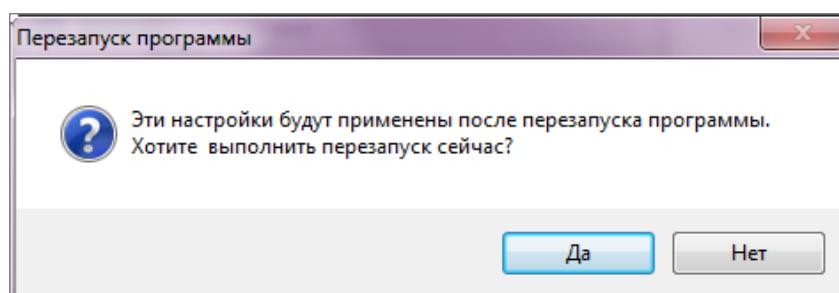 Перезапуск программы
Эти настройки будут применены после перезапуска программы.
Хотите  выполнить перезапуск сейчас?
Да
Нет